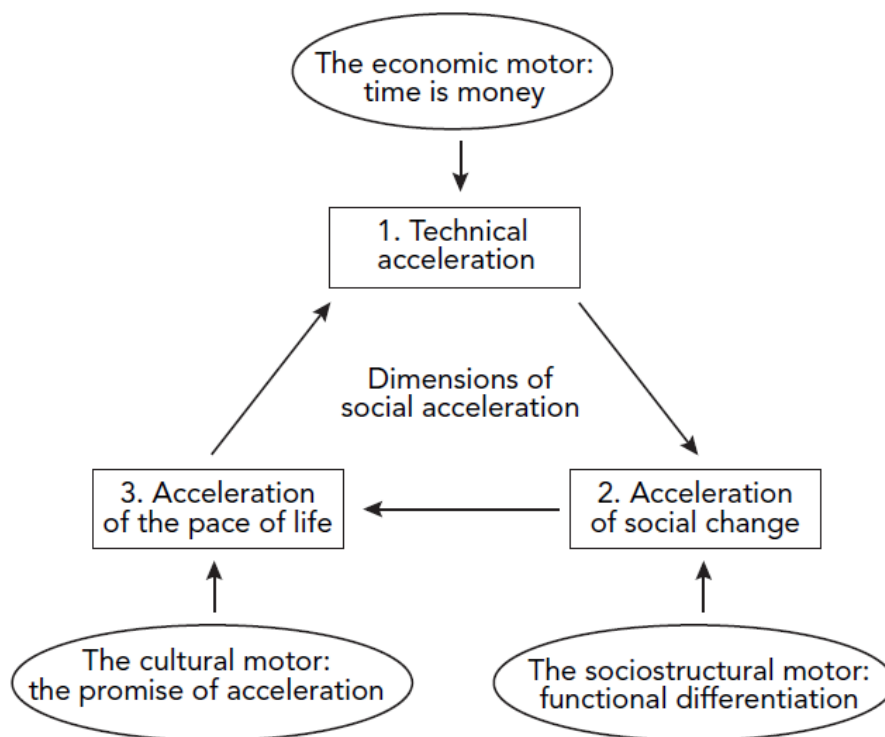 The economic motor:
time is money
1. Technical
acceleration
Dimensions of
social acceleration
3. Acceleration
of the pace of life
2. Acceleration
of social change
The cultural motor:
the promise of acceleration
The sociostructural motor:
functional differentiation